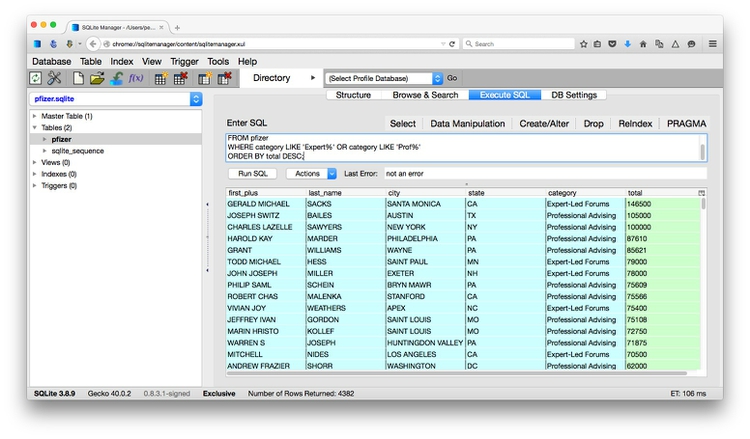 SQLite Manager - /Users/pe...
chrome://sqlitemanager/content/sqlitemanager.xul
Search
Database Table Index View Trigger Tools Help
f(x)
Directory
(Select Profile Database)
Go
pfizer.sqlite
Structure Browse & Search Execute SQL DB Settings
Master Table (1)
Tables (2)
pfizer
sqlite_sequence
Views (0)
Indexes (0)
Triggers (0)
Enter SQL
Select Data Manipulation Create/Alter Drop ReIndex PRAGMA
FROM pfizer
WHERE category LIKE 'Expert%' OR category LIKE 'Prof%'
ORDER BY total DESC;
Run SQL Actions Last Error: not an error
first_plus last_name city state category total
GERALD MICHAEL SACKS SANTA MONICA CA Expert-Led Forums 146500
JOSEPH SWITZ BAILES AUSTIN TX Professional Advising 105000
CHARLES LAZELLE SAWYERS NEW YORK NY Professional Advising 100000
HAROLD KAY MARDER PHILADELPHIA PA Professional Advising 87610
GRANT WILLIAMS WAYNE PA Professional Advising 85621
TODD MICHAEL HESS SAINT PAUL MN Expert-Led Forums 79000
JOHN JOSEPH MILLER EXETER NH Expert-Led Forums 78000
PHILIP SAML SCHEIN BRYN MAWR PA Professional Advising 75609
ROBERT CHAS MALENKA STANFORD CA Professional Advising 75566
VIVIAN JOY WEATHERS APEX NC Expert-Led Forums 75400
JEFFREY IVAN GORDON SAINT LOUIS MO Professional Advising 75108
MARIN HRISTO KOLLEF SAINT LOUIS MO Professional Advising 72750
WARREN S JOSEPH HUNTINGDON VALLEY PA Professional Advising 71875
MITCHELL NIDES LOS ANGELES CA Expert-Led Forums 70500
ANDREW FRAZIER SHORR WASHINGTON DC Professional Advising 62000
SQLite 3.8.9 Gecko 40.0.2 0.8.3.1-signed Exclusive Number of Rows Returned: 4382 ET: 106 ms